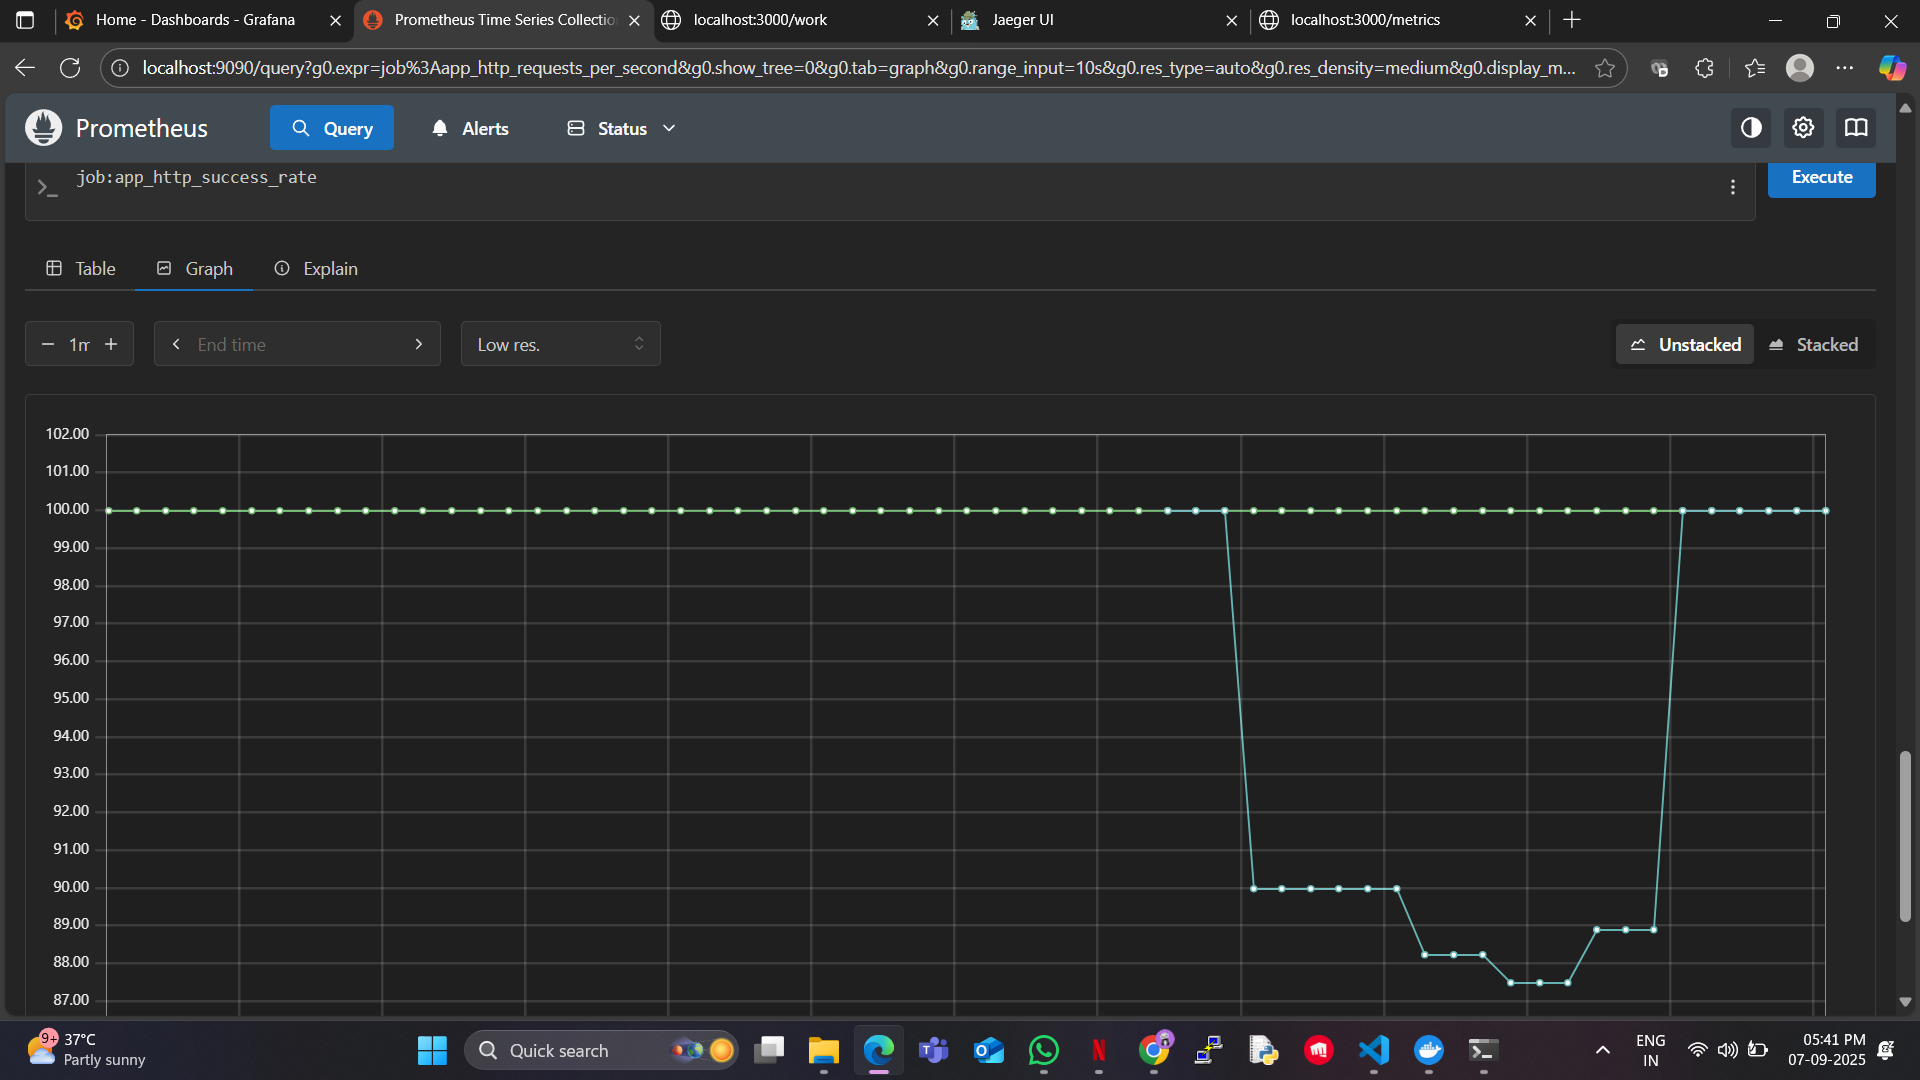 Home - Dashboards - Grafana
Prometheus Time Series Collectio
localhost:3000/work
Jaeger UI
localhost:3000/metrics
localhost:9090/query?g0.expr=job%3Aapp_http_requests_per_second&g0.show_tree=0&g0.tab=graph&g0.range_input=10s&g0.res_type=auto&g0.res_density=medium&g0.display_m...
Prometheus
Query
Alerts
Status
>_ job:app_http_success_rate
Execute
Table
Graph
Explain
1m
End time
Low res.
Unstacked
Stacked
102.00
101.00
100.00
99.00
98.00
97.00
96.00
95.00
94.00
93.00
92.00
91.00
90.00
89.00
88.00
87.00
9+
37°C
Partly sunny
Quick search
ENG
IN
05:41 PM
07-09-2025